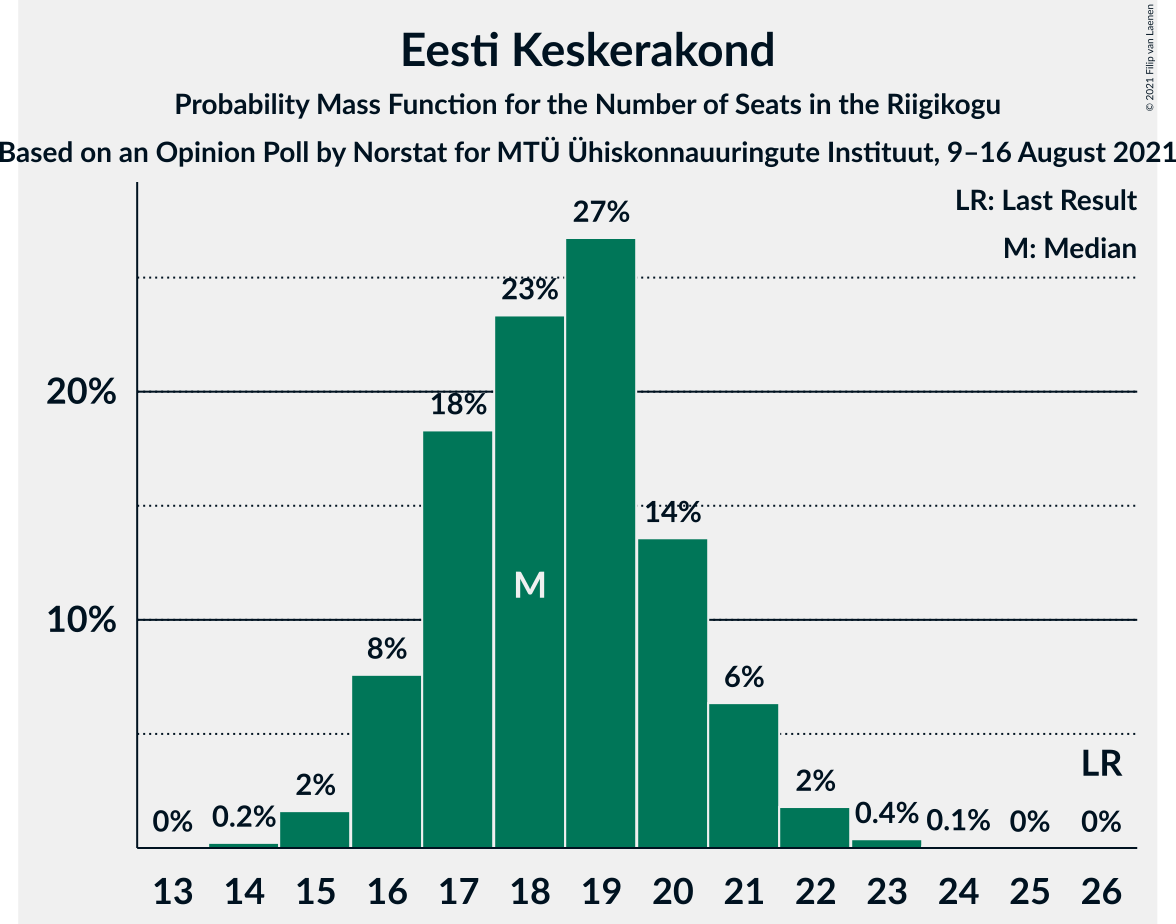 Eesti Keskerakond
Probability Mass Function for the Number of Seats in the Riigikogu
Based on an Opinion Poll by Norstat for MTÜ Ühiskonnauuringute Instituut, 9–16 August 2021
© 2021 Filip van Laenen
LR: Last Result
M: Median
27%
23%
20%
18%
14%
M
10%
8%
6%
LR
2%
2%
0% 0.2% 0.4% 0.1% 0% 0%
13 14 15 16 17 18 19 20 21 22 23 24 25 26